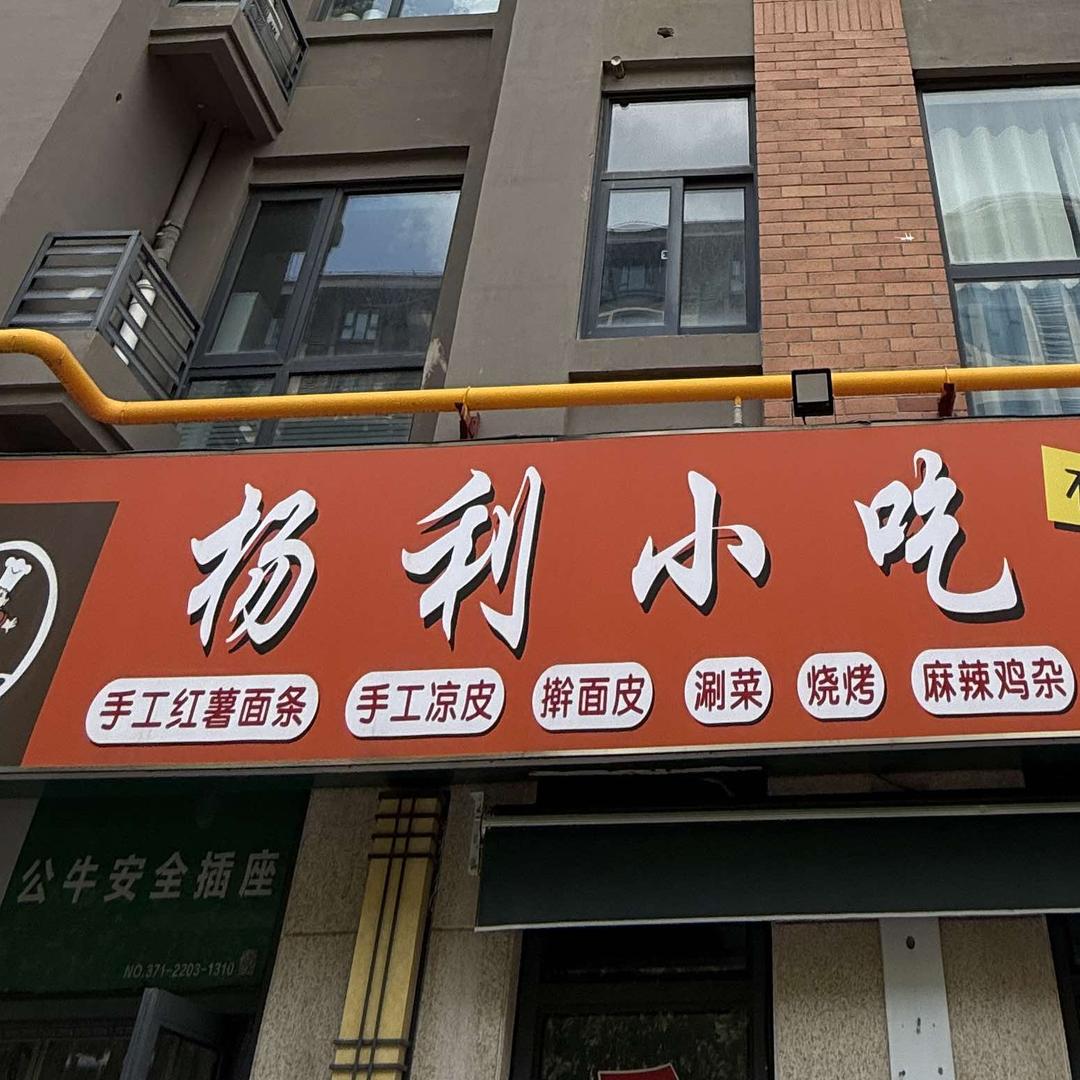 杨利小吃
手工红薯面条 手工凉皮 擀面皮 涮菜 烧烤 麻辣鸡杂
公牛安全插座
NO.371-2203-1310